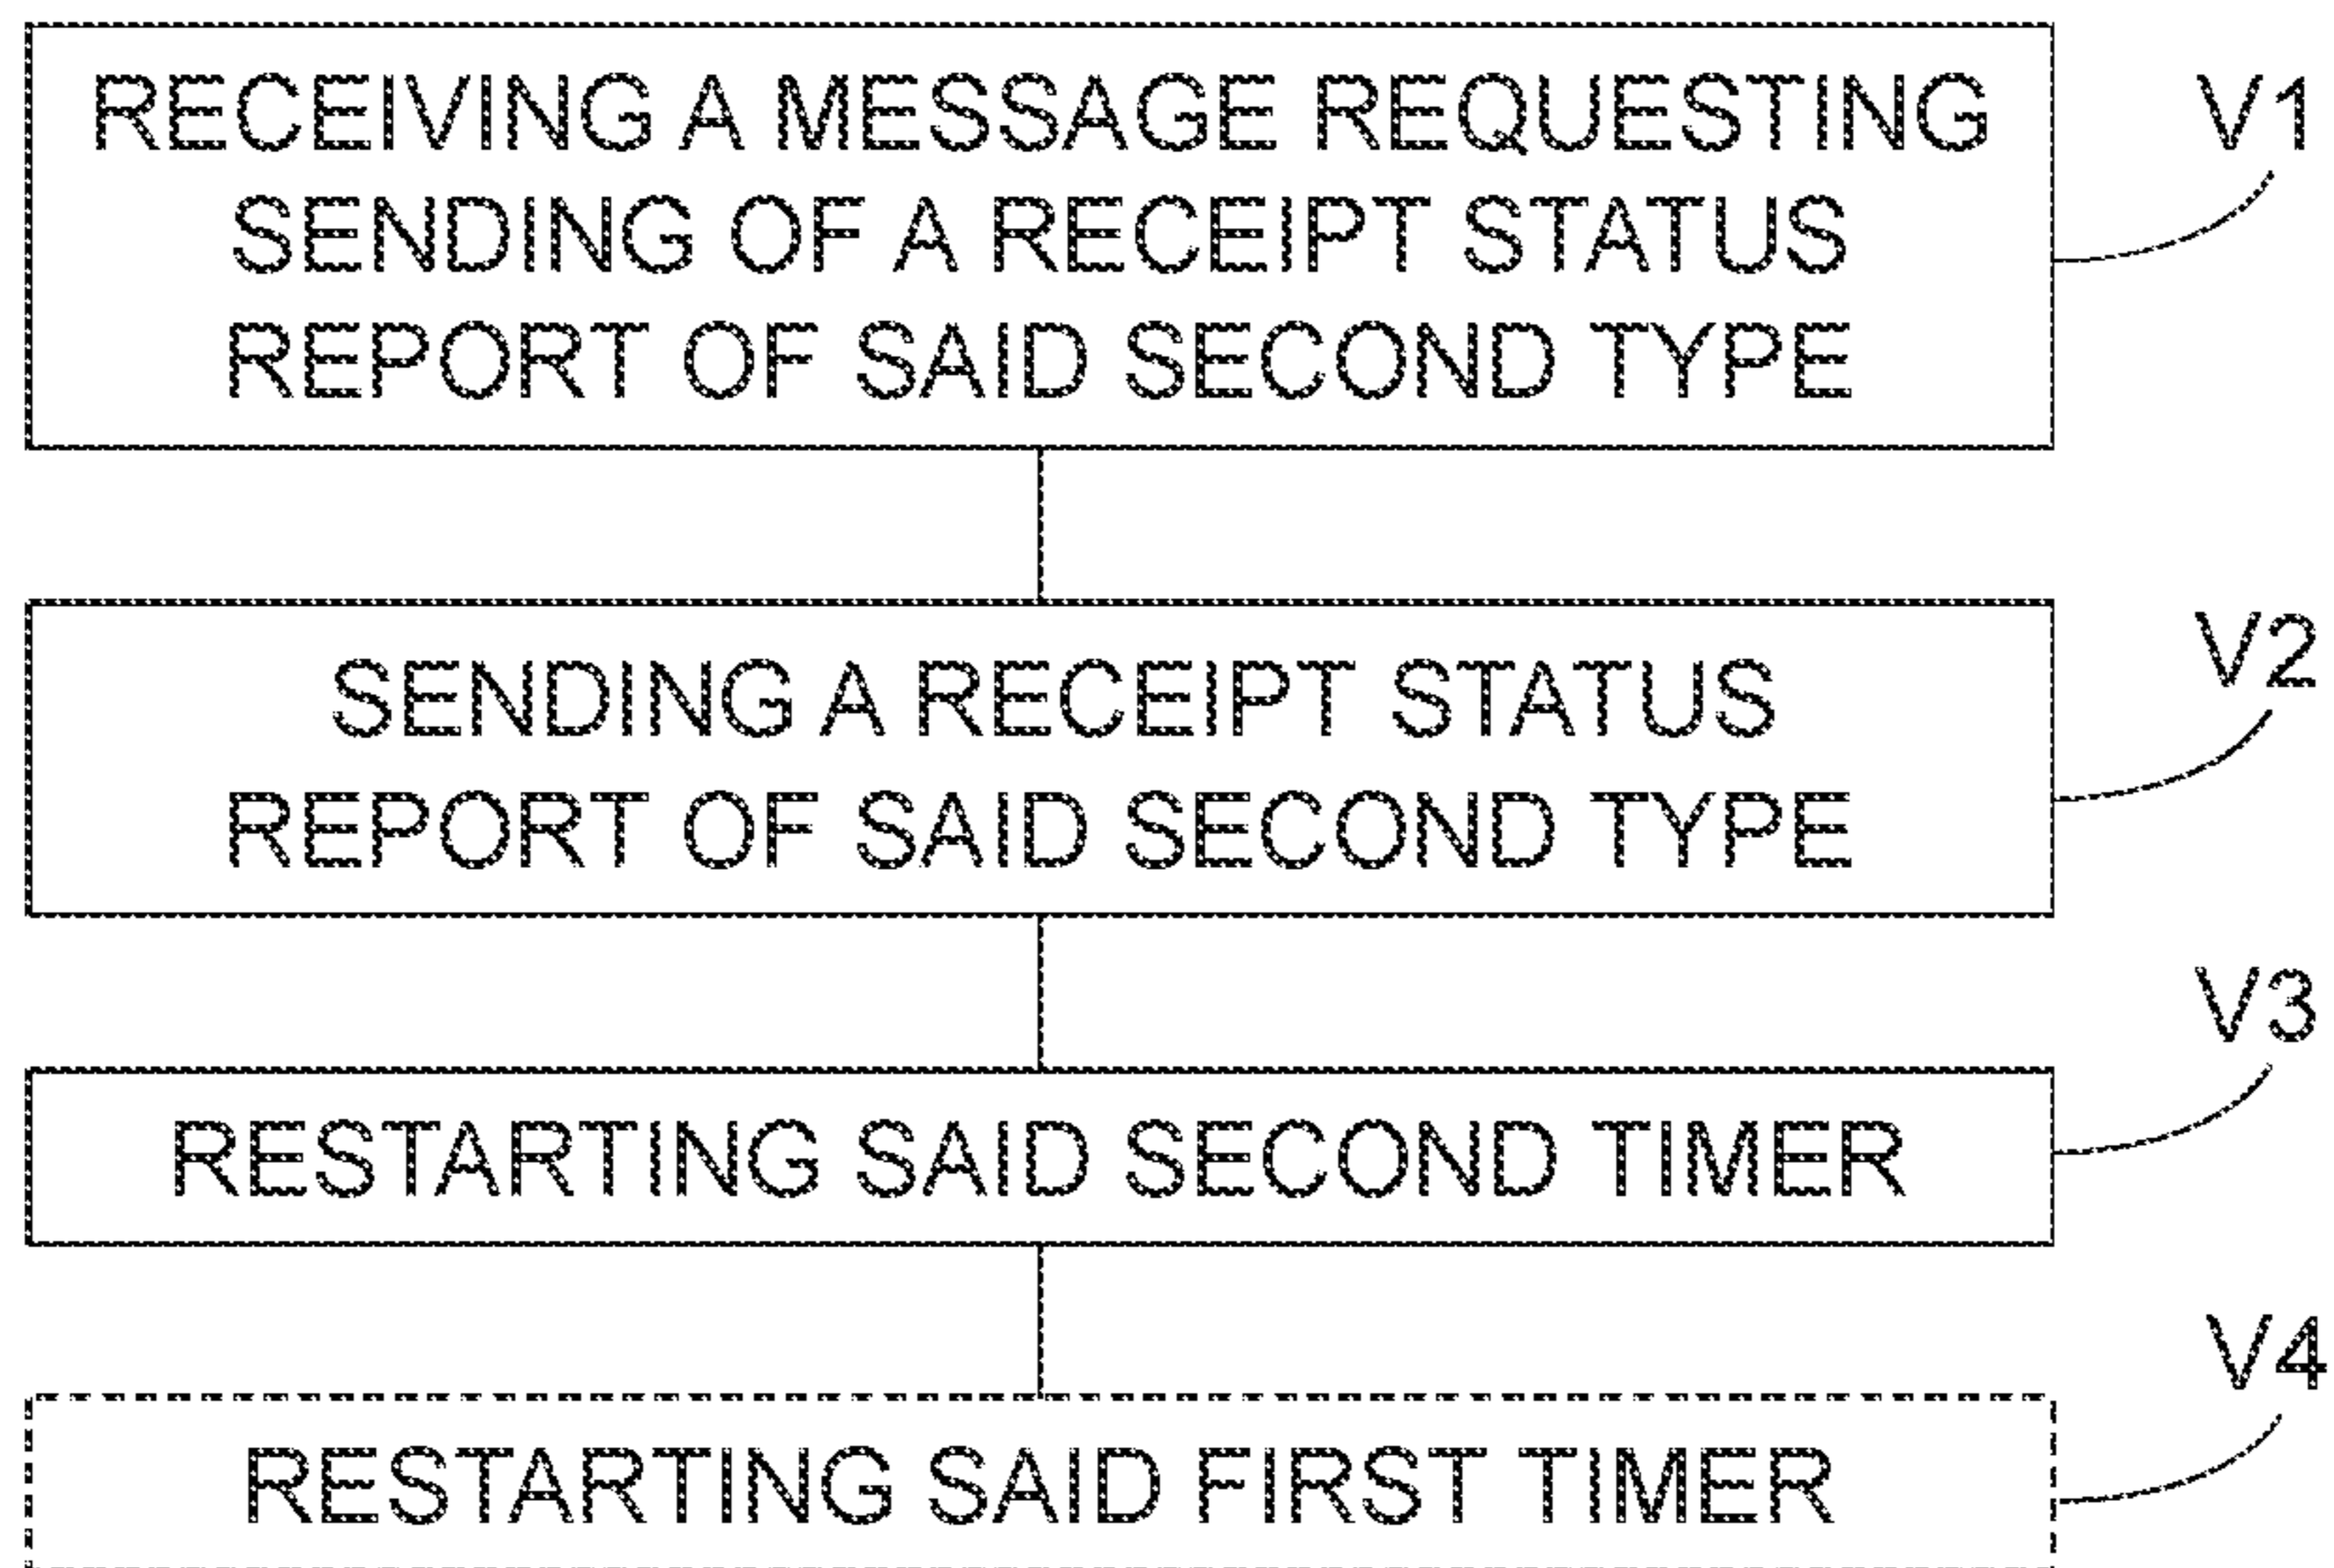 RECEIVING A MESSAGE REQUESTING
SENDING OF A RECEIPT STATUS
REPORT OF SAID SECOND TYPE
V1
SENDING A RECEIPT STATUS
REPORT OF SAID SECOND TYPE
V2
RESTARTING SAID SECOND TIMER
V3
RESTARTING SAID FIRST TIMER
V4